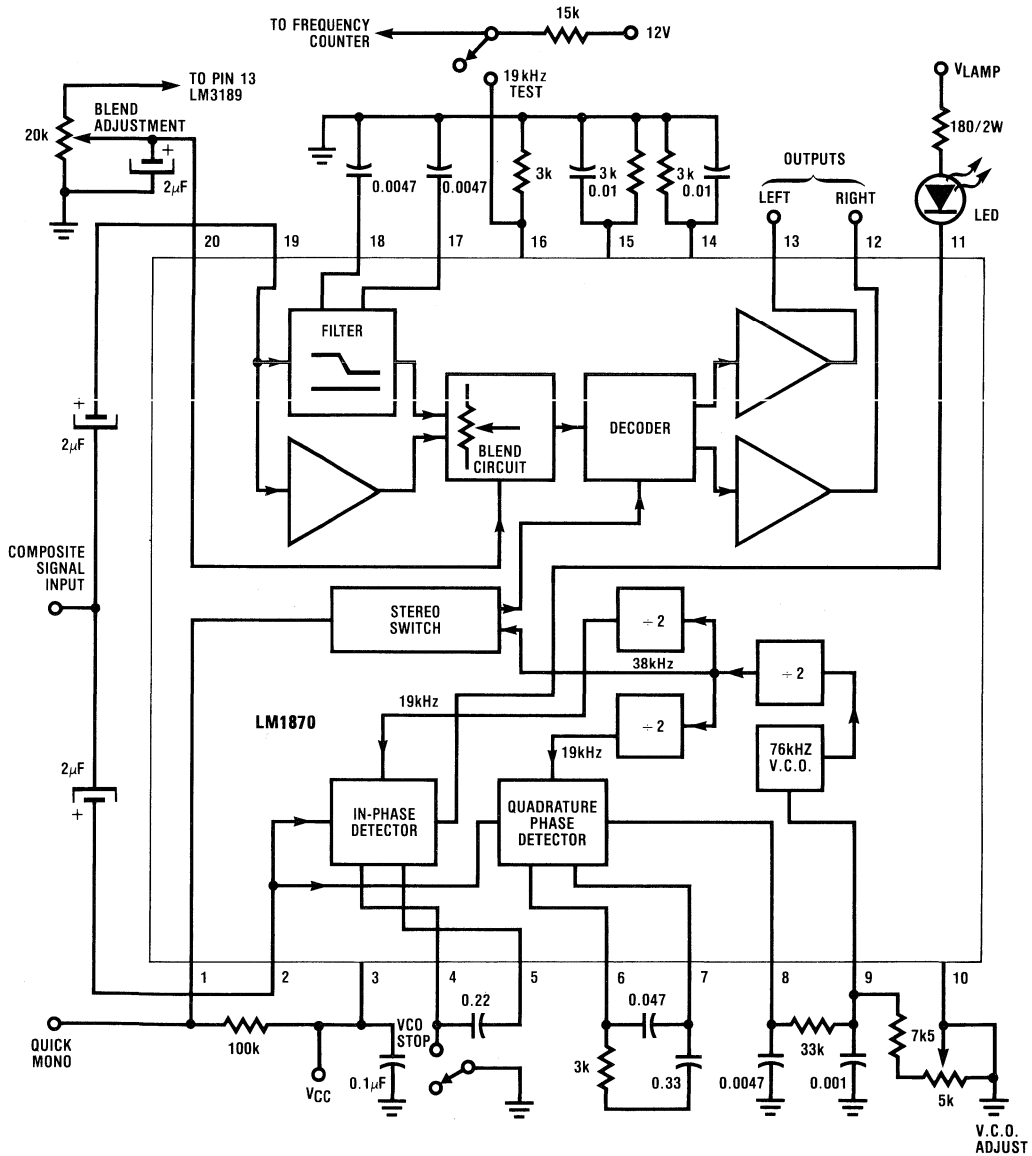 TO FREQUENCY
COUNTER
15k
12V
19kHz
TEST
TO PIN 13
LM3189
BLEND
ADJUSTMENT
20k
+
2µF
0.0047
0.0047
3k
3k
0.01
3k
0.01
OUTPUTS
LEFT
RIGHT
VLAMP
180/2W
LED
20
19
18
17
16
15
14
13
12
11
FILTER
BLEND
CIRCUIT
DECODER
+
2µF
COMPOSITE
SIGNAL
INPUT
STEREO
SWITCH
÷2
38kHz
÷2
÷2
19kHz
LM1870
19kHz
76kHZ
V.C.O.
2µF
+
IN-PHASE
DETECTOR
QUADRATURE
PHASE
DETECTOR
1
2
3
4
5
6
7
8
9
10
QUICK
MONO
100k
VCC
0.1µF
VCO
STOP
0.22
0.047
3k
0.33
0.0047
33k
0.001
7k5
5k
V.C.O.
ADJUST